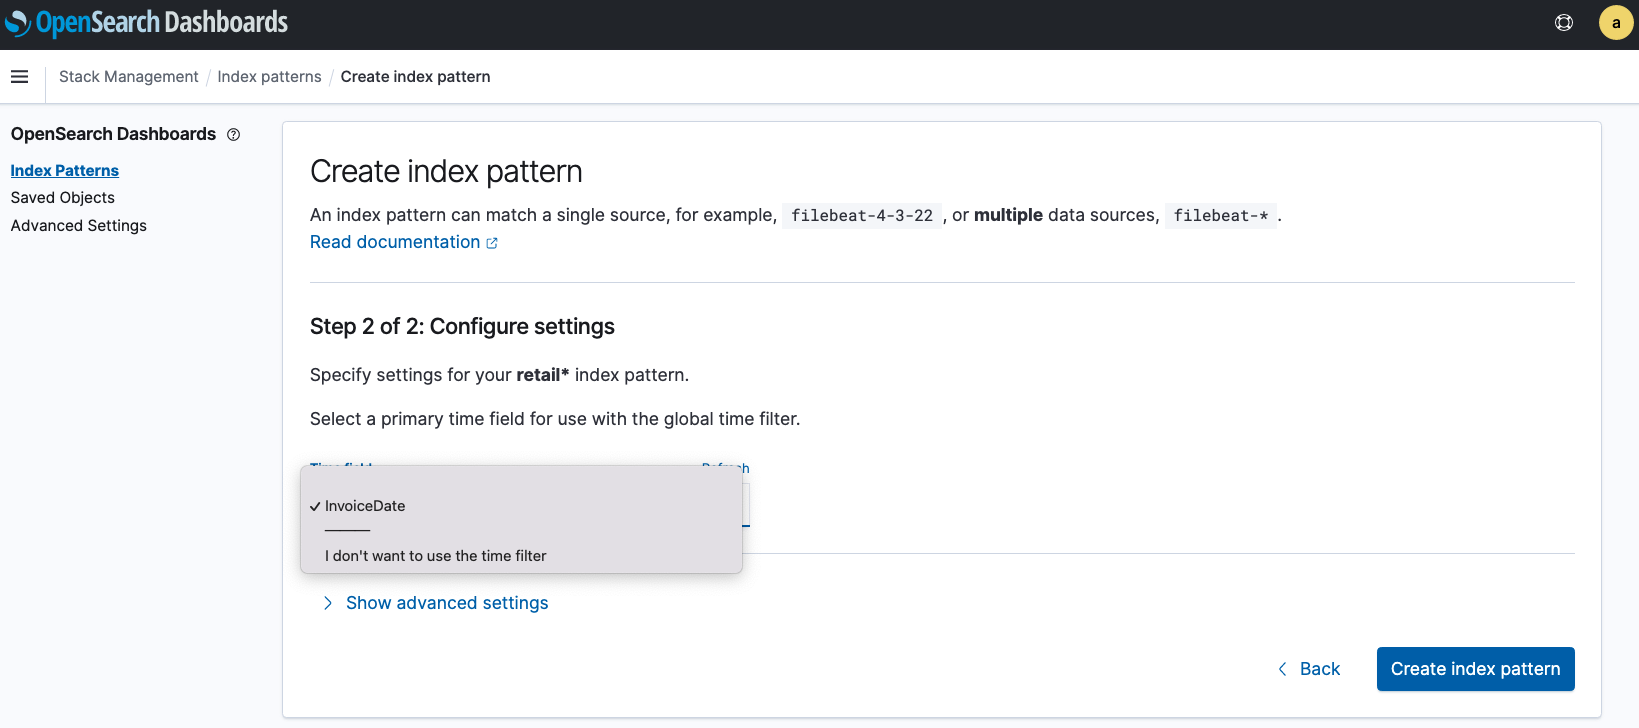 OpenSearch Dashboards
a
Stack Management / Index patterns / Create index pattern
OpenSearch Dashboards
Index Patterns
Saved Objects
Advanced Settings
Create index pattern
An index pattern can match a single source, for example, filebeat-4-3-22 , or multiple data sources, filebeat-* .
Read documentation
Step 2 of 2: Configure settings
Specify settings for your retail* index pattern.
Select a primary time field for use with the global time filter.
Time field Refresh
InvoiceDate
I don't want to use the time filter
Show advanced settings
Back
Create index pattern